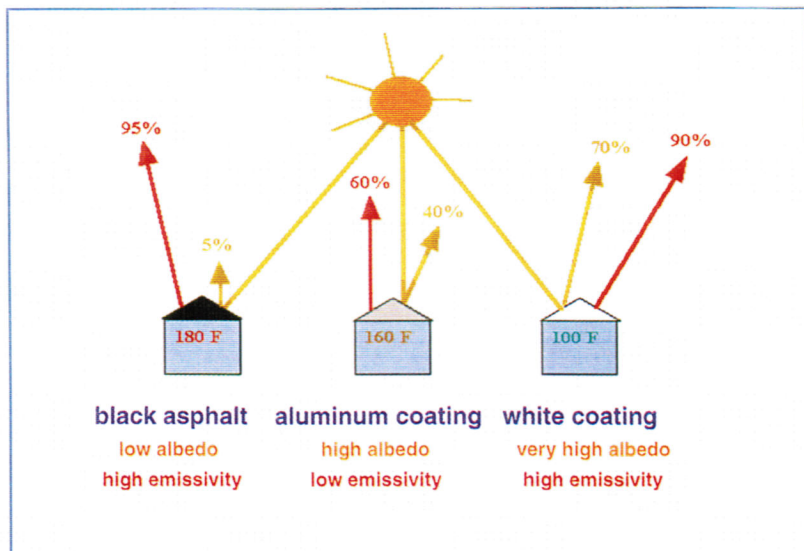 95%
5%
60%
40%
70%
90%
180 F
160 F
100 F
black asphalt
low albedo
high emissivity
aluminum coating
high albedo
low emissivity
white coating
very high albedo
high emissivity